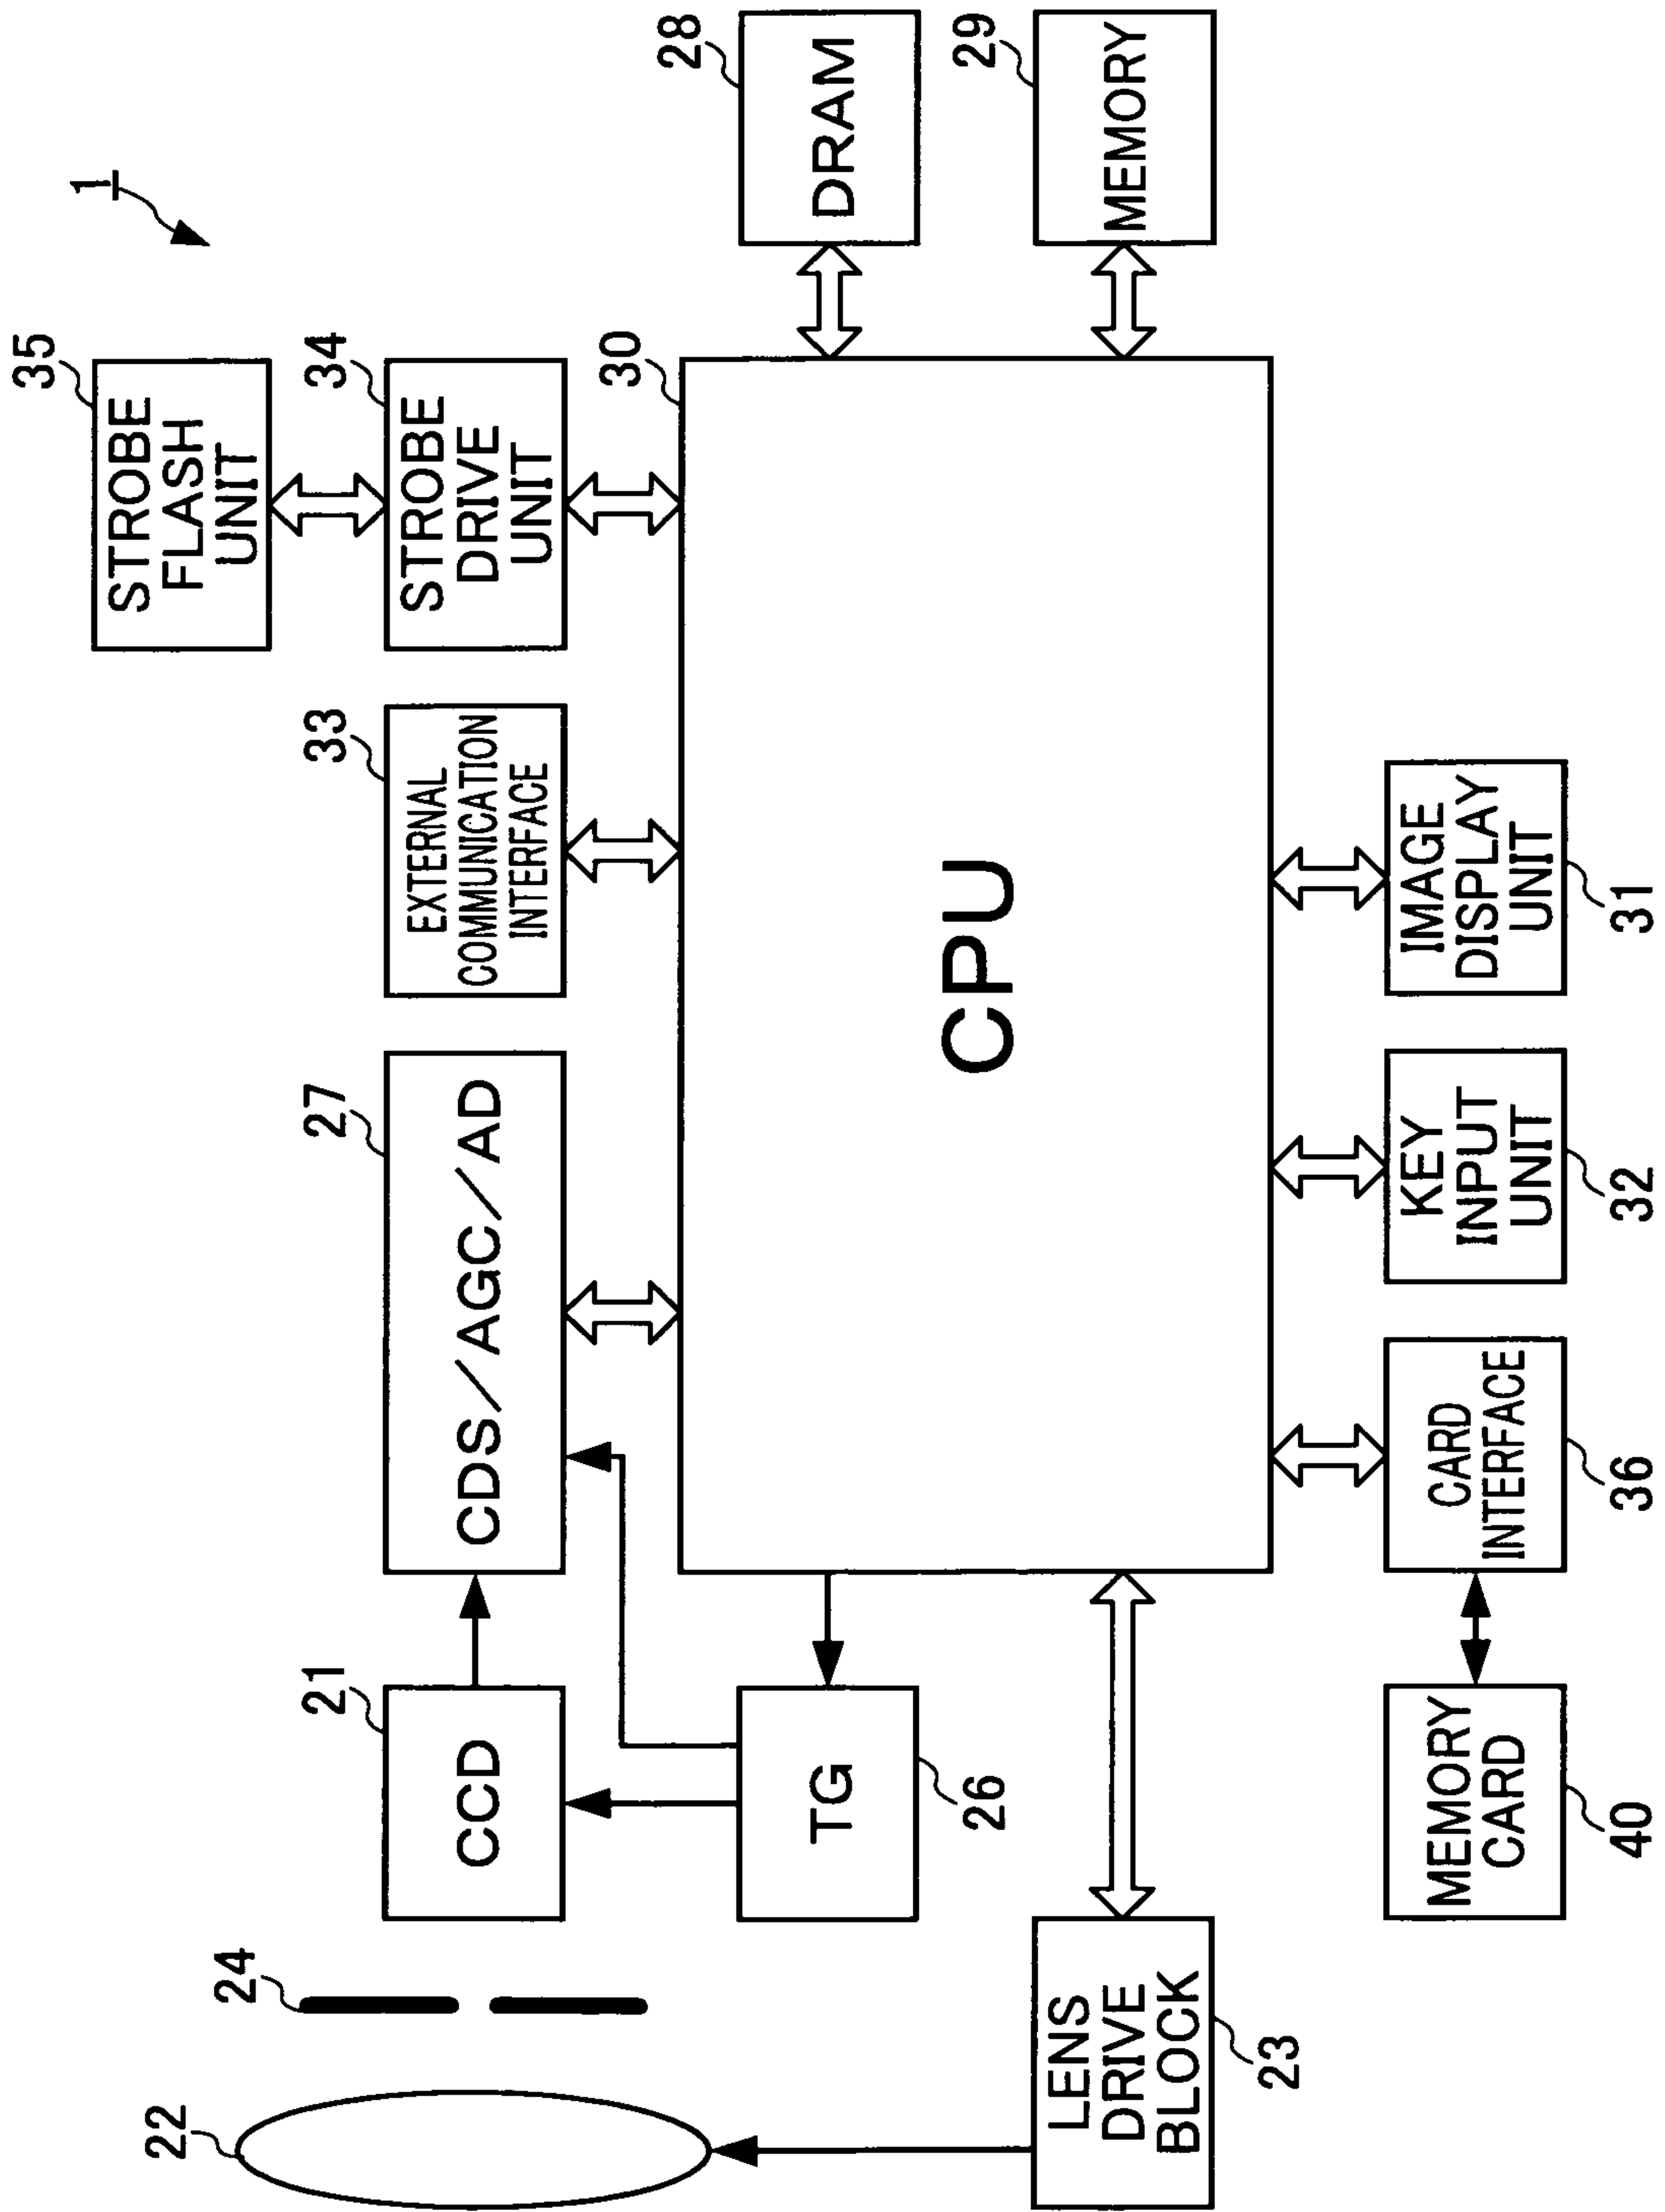 1
35
STROBE
FLASH
UNIT
22
24
21
CCD
27
CDS/AGC/AD
33
EXTERNAL
COMMUNICATION
INTERFACE
34
STROBE
DRIVE
UNIT
30
CPU
28
DRAM
TG
26
29
MEMORY
LENS
DRIVE
BLOCK
23
MEMORY
CARD
40
CARD
INTERFACE
36
KEY
INPUT
UNIT
32
IMAGE
DISPLAY
UNIT
31